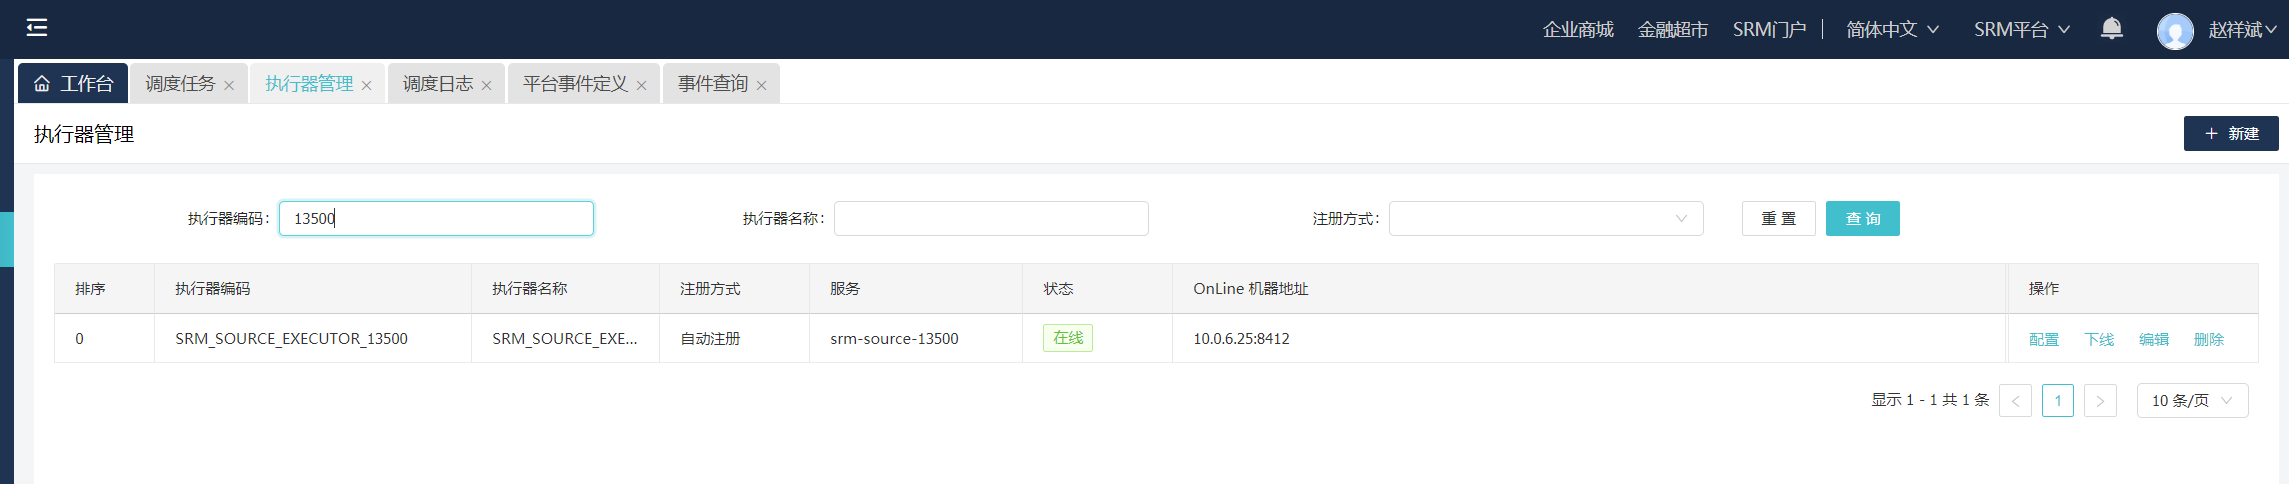 企业商城 金融超市 SRM门户 简体中文 SRM平台 赵祥斌
工作台 调度任务 执行器管理 调度日志 平台事件定义 事件查询
执行器管理 新建
执行器编码: 13500 执行器名称: 注册方式: 重 置 查 询
排序 执行器编码 执行器名称 注册方式 服务 状态 OnLine 机器地址 操作
0 SRM_SOURCE_EXECUTOR_13500 SRM_SOURCE_EXE... 自动注册 srm-source-13500 在线 10.0.6.25:8412 配置 下线 编辑 删除
显示 1 - 1 共 1 条 < 1 > 10 条/页